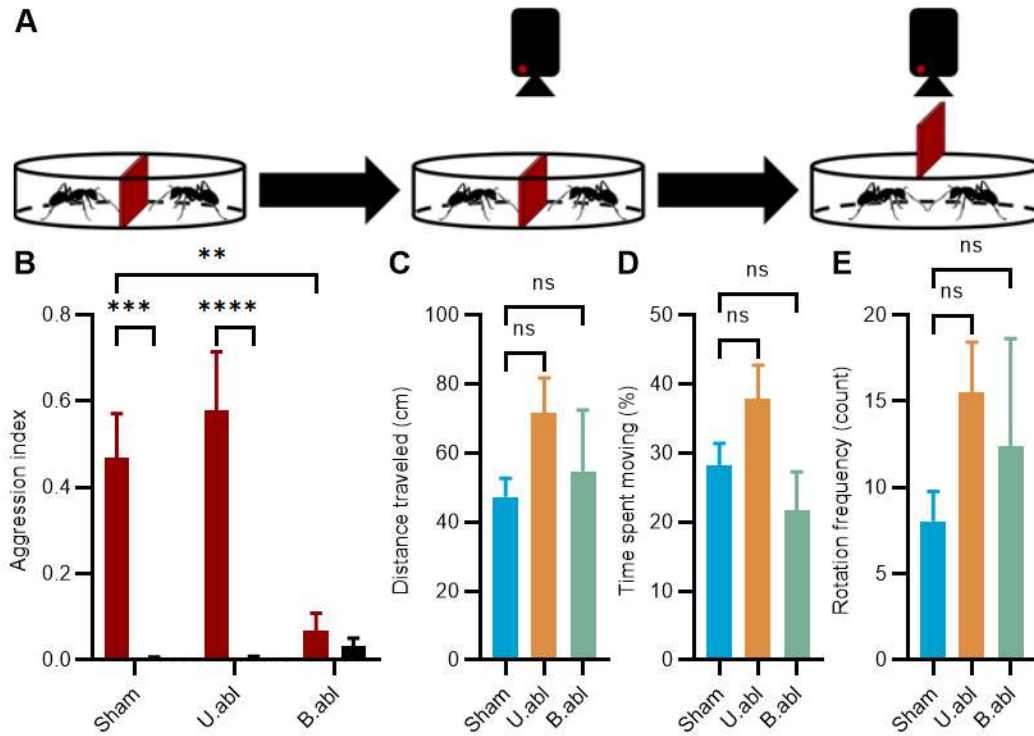 A
B
**
***
****
0.8
0.6
0.4
0.2
0.0
Aggression index
Sham
U.abl
B.abl
C
ns
ns
100
80
60
40
20
0
Distance traveled (cm)
Sham
U.abl
B.abl
D
ns
ns
50
40
30
20
10
0
Time spent moving (%)
Sham
U.abl
B.abl
E
ns
ns
20
15
10
5
0
Rotation frequency (count)
Sham
U.abl
B.abl